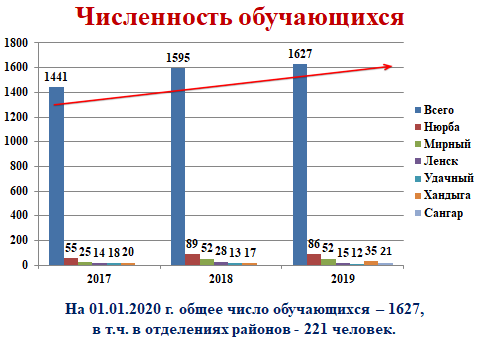 Численность обучающихся
1800
1600
1400
1200
1000
800
600
400
200
0
1441
55 25 14 18 20
1595
89 52 28 13 17
1627
86 52 15 12 35 21
2017 2018 2019
Всего
Нюрба
Мирный
Ленск
Удачный
Хандыга
Сангар
На 01.01.2020 г. общее число обучающихся – 1627,
в т.ч. в отделениях районов - 221 человек.